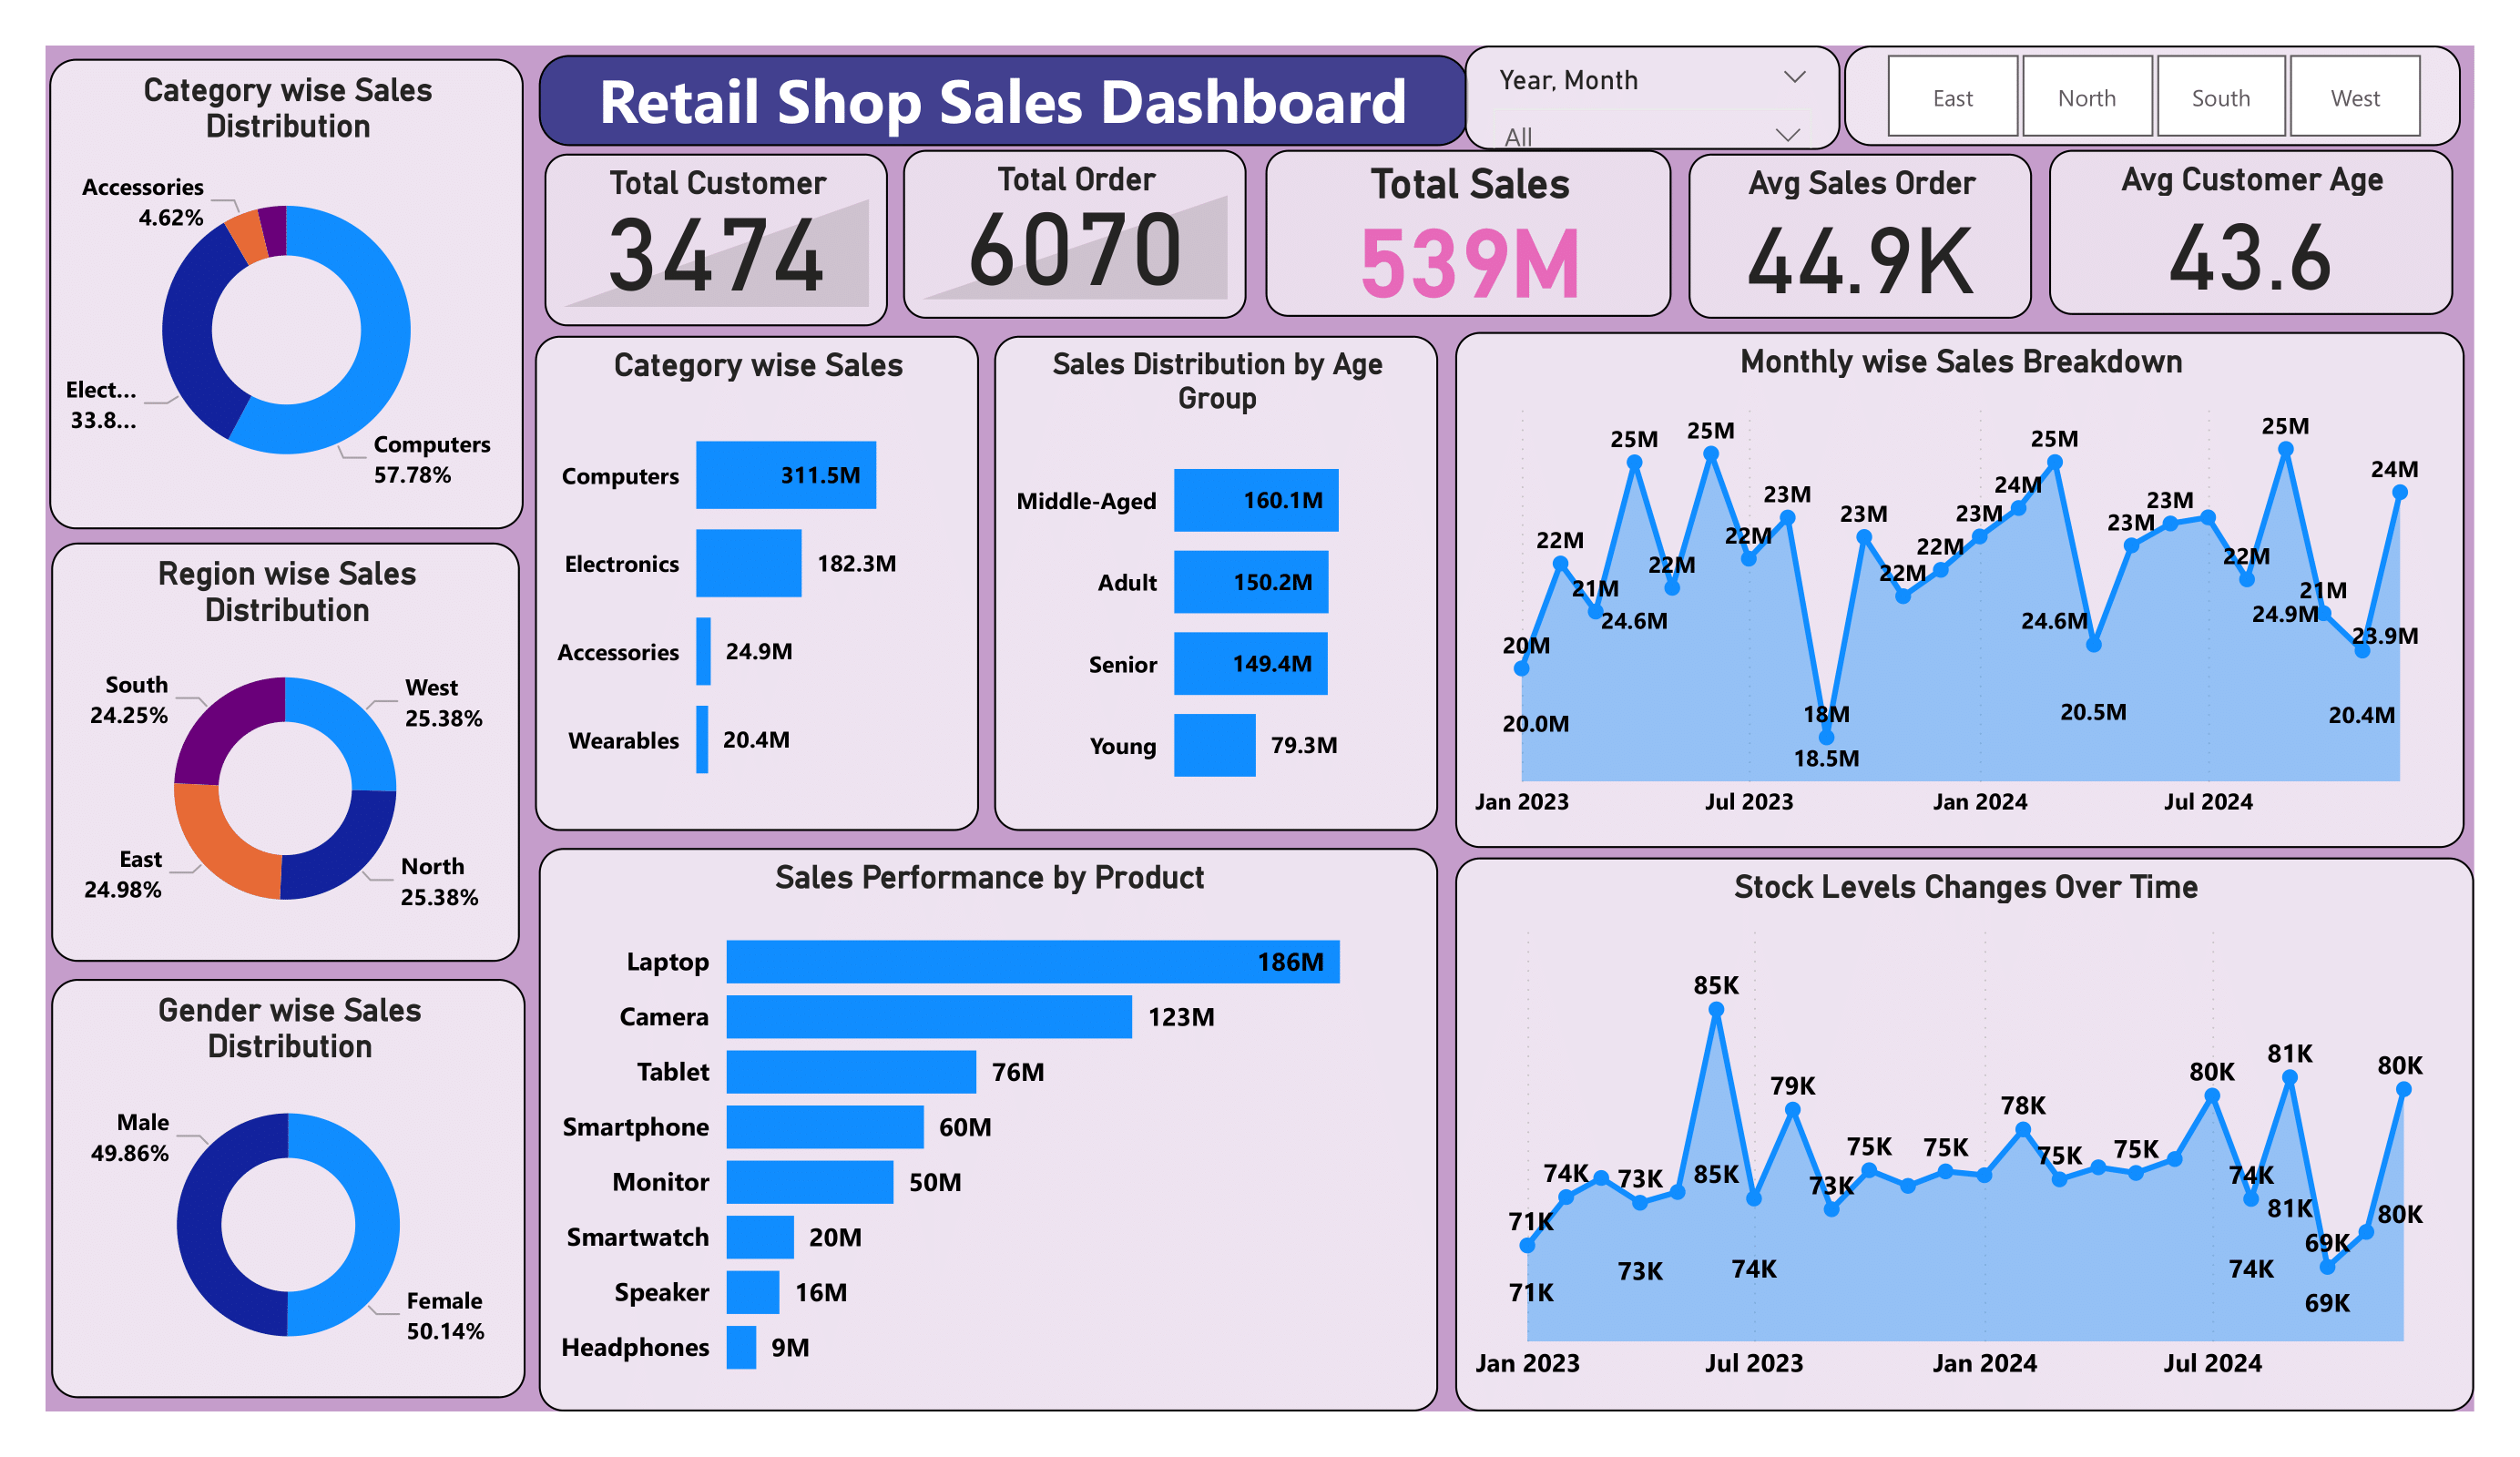 Category wise Sales
Distribution
Accessories
4.62%
Elect...
33.8...
Computers
57.78%
Region wise Sales
Distribution
South
24.25%
West
25.38%
East
24.98%
North
25.38%
Gender wise Sales
Distribution
Male
49.86%
Female
50.14%
Retail Shop Sales Dashboard
Year, Month
All
East North South West
Total Customer
3474
Total Order
6070
Total Sales
539M
Avg Sales Order
44.9K
Avg Customer Age
43.6
Category wise Sales
Computers 311.5M
Electronics 182.3M
Accessories 24.9M
Wearables 20.4M
Sales Distribution by Age
Group
Middle-Aged 160.1M
Adult 150.2M
Senior 149.4M
Young 79.3M
Monthly wise Sales Breakdown
20M 22M 21M 25M 22M 25M 22M 23M 18M 23M 22M 22M 23M 24M 25M 23M 23M 22M 25M 21M 24M
24.6M 24.6M 24.9M 23.9M
20.0M 18.5M 20.5M 20.4M
Jan 2023 Jul 2023 Jan 2024 Jul 2024
Sales Performance by Product
Laptop 186M
Camera 123M
Tablet 76M
Smartphone 60M
Monitor 50M
Smartwatch 20M
Speaker 16M
Headphones 9M
Stock Levels Changes Over Time
71K 74K 73K 85K 79K 73K 75K 75K 78K 75K 75K 80K 74K 81K 69K 80K
71K 73K 85K 74K 74K 81K 69K 80K
Jan 2023 Jul 2023 Jan 2024 Jul 2024